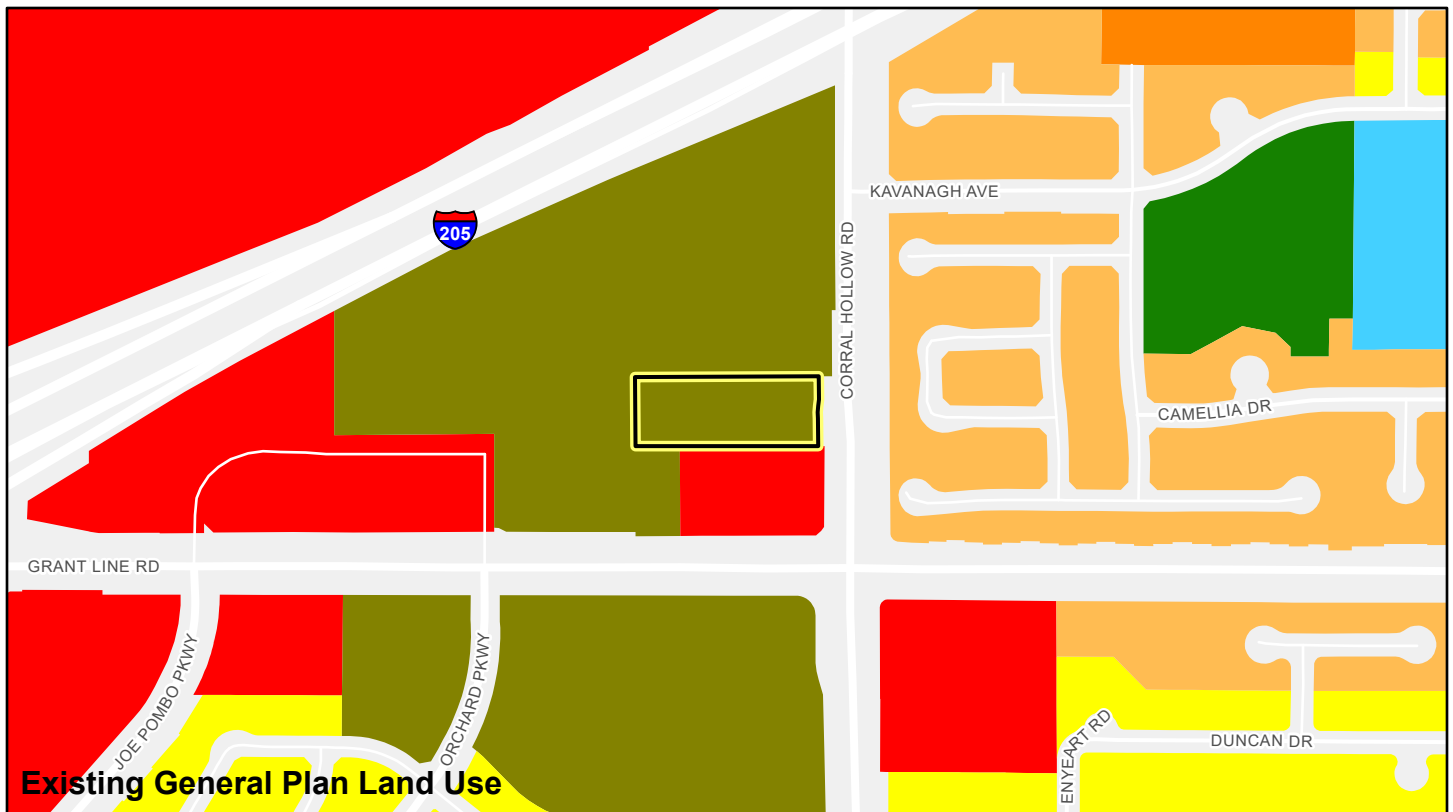 KAVANAGH AVE
205
CORRAL HOLLOW RD
CAMELLIA DR
GRANT LINE RD
JOE POMBO PKWY
ORCHARD PKWY
ENYEART RD
DUNCAN DR
Existing General Plan Land Use